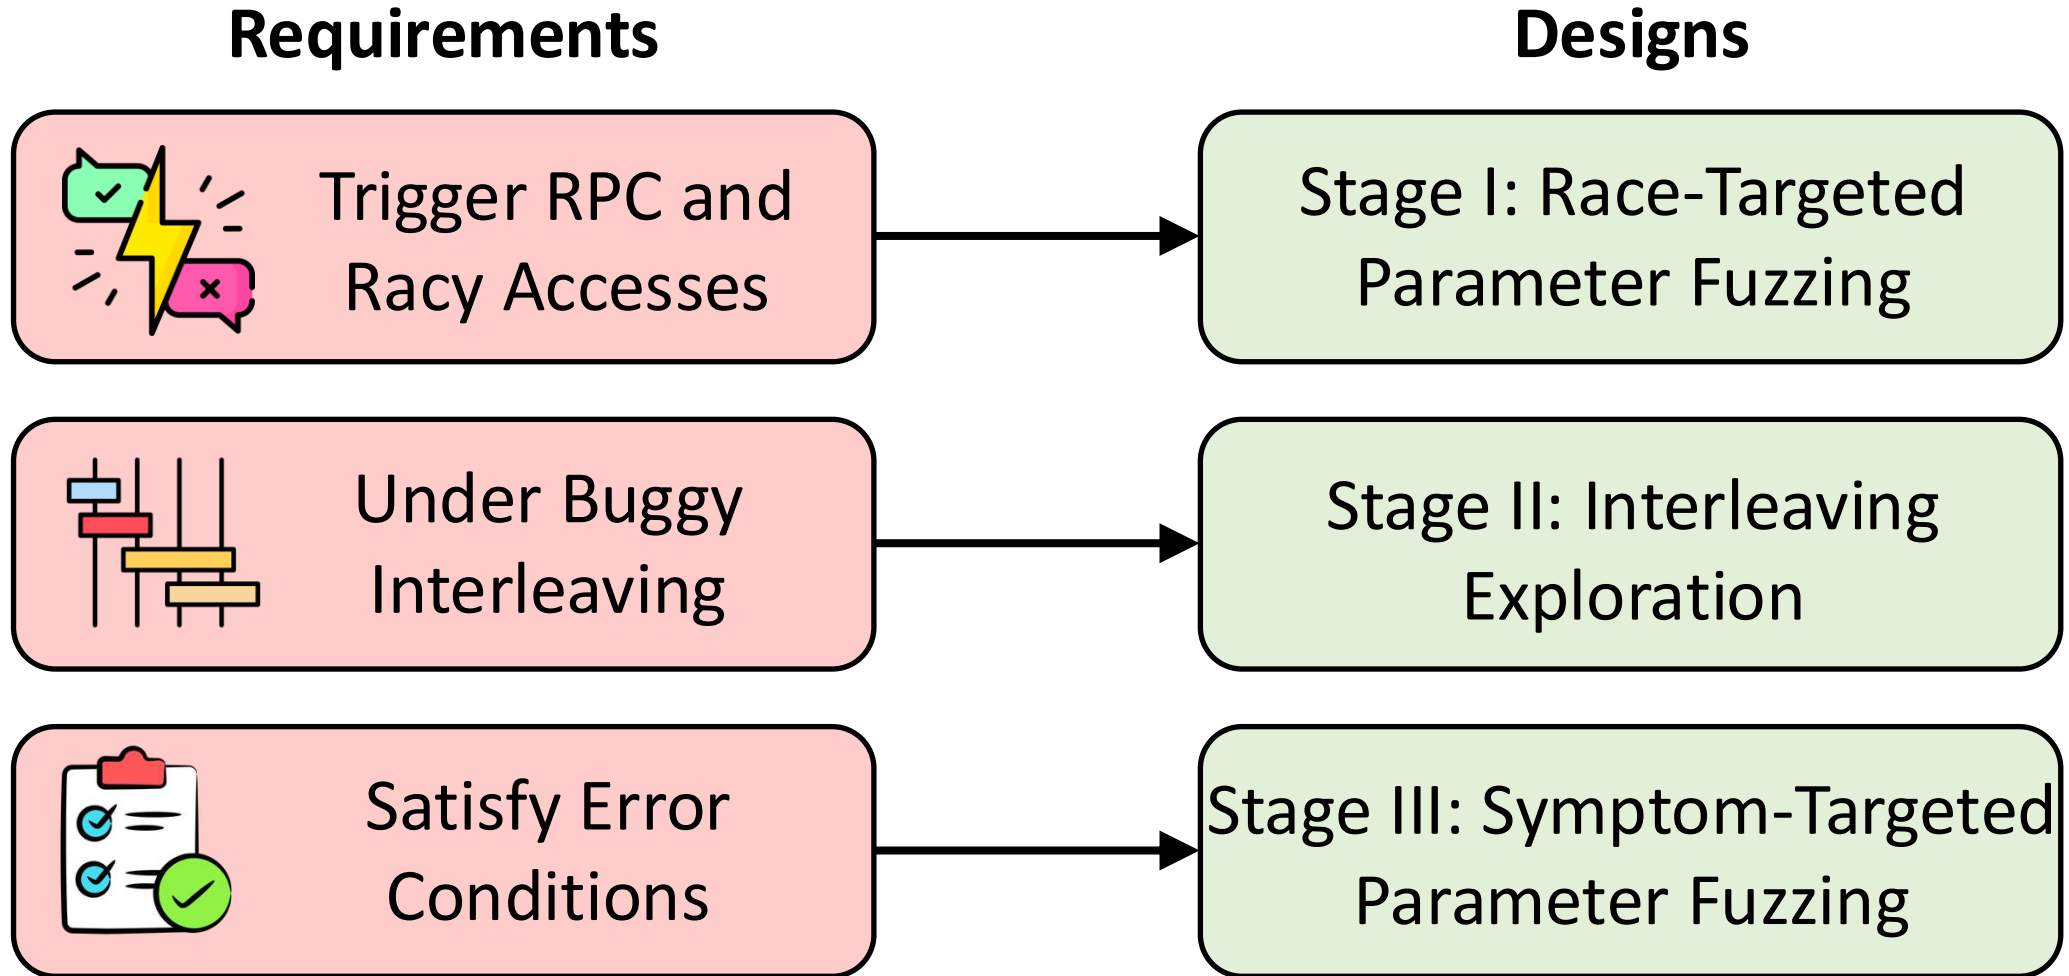 Requirements
Designs
Trigger RPC and
Racy Accesses
Stage I: Race-Targeted
Parameter Fuzzing
Under Buggy
Interleaving
Stage II: Interleaving
Exploration
Satisfy Error
Conditions
Stage III: Symptom-Targeted
Parameter Fuzzing